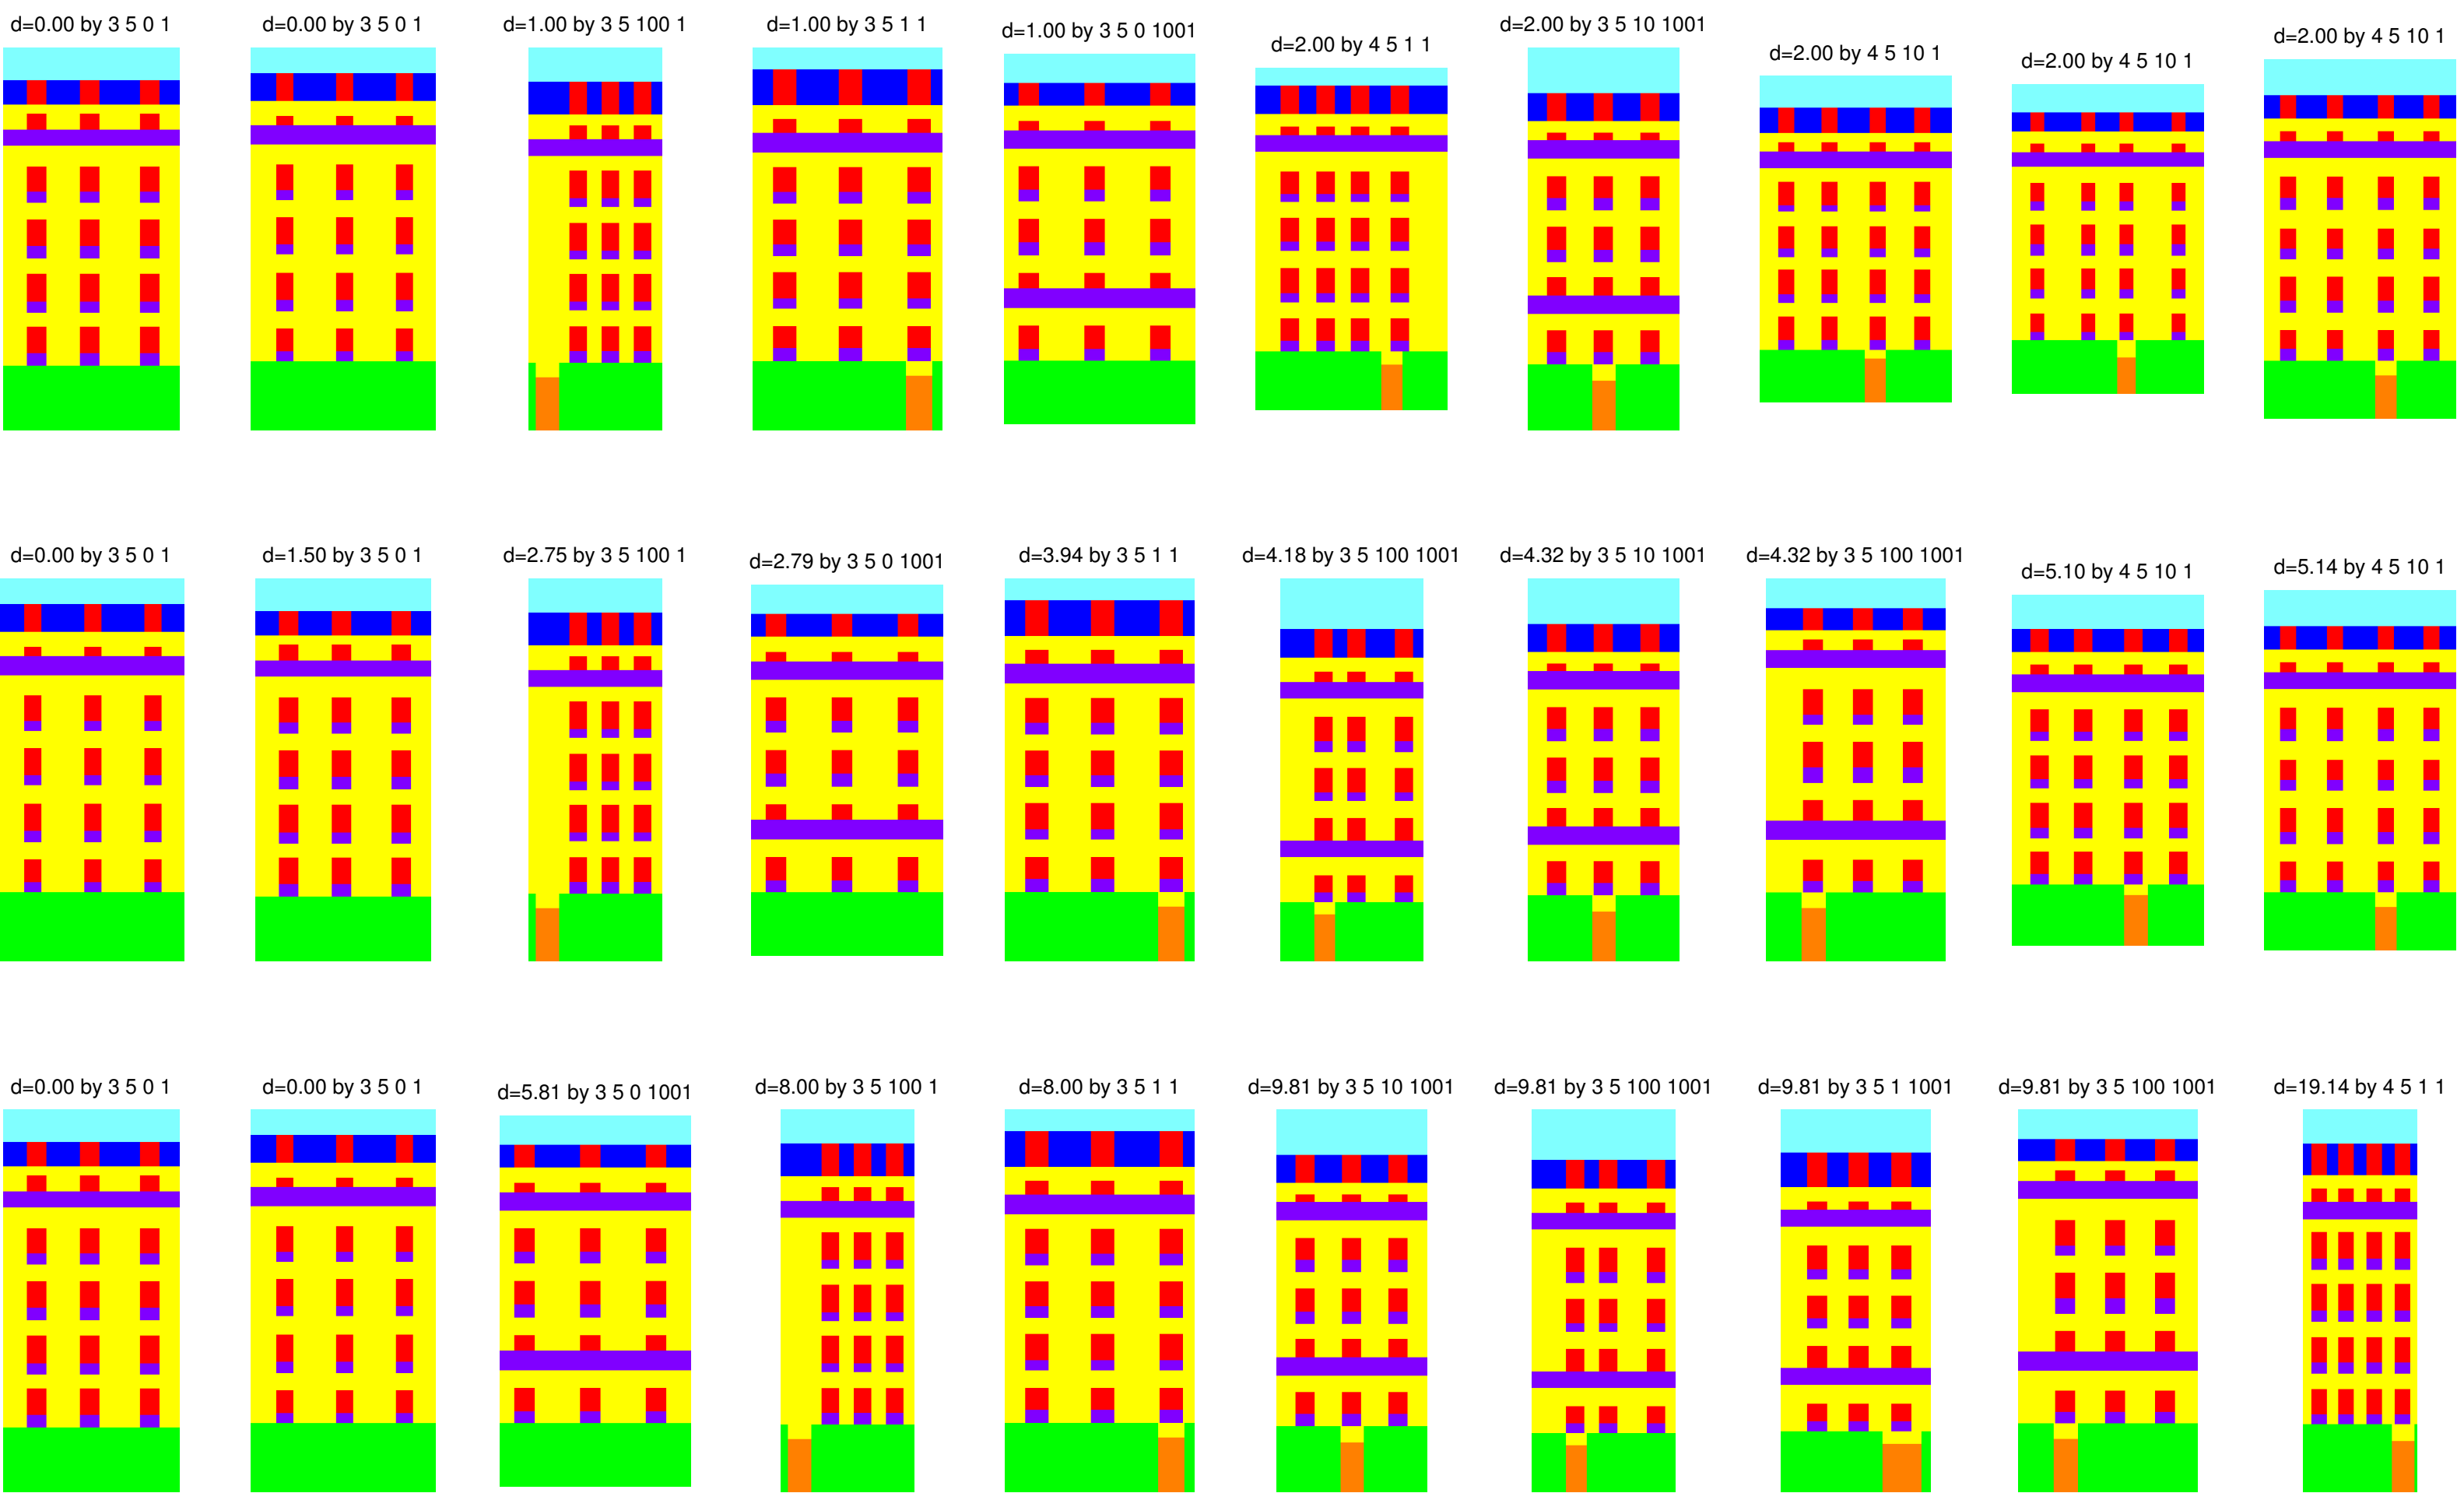 d=0.00 by 3 5 0 1
d=0.00 by 3 5 0 1
d=1.00 by 3 5 100 1
d=1.00 by 3 5 1 1
d=1.00 by 3 5 0 1001
d=2.00 by 4 5 1 1
d=2.00 by 3 5 10 1001
d=2.00 by 4 5 10 1
d=2.00 by 4 5 10 1
d=2.00 by 4 5 10 1
d=0.00 by 3 5 0 1
d=1.50 by 3 5 0 1
d=2.75 by 3 5 100 1
d=2.79 by 3 5 0 1001
d=3.94 by 3 5 1 1
d=4.18 by 3 5 100 1001
d=4.32 by 3 5 10 1001
d=4.32 by 3 5 100 1001
d=5.10 by 4 5 10 1
d=5.14 by 4 5 10 1
d=0.00 by 3 5 0 1
d=0.00 by 3 5 0 1
d=5.81 by 3 5 0 1001
d=8.00 by 3 5 100 1
d=8.00 by 3 5 1 1
d=9.81 by 3 5 10 1001
d=9.81 by 3 5 100 1001
d=9.81 by 3 5 1 1001
d=9.81 by 3 5 100 1001
d=19.14 by 4 5 1 1